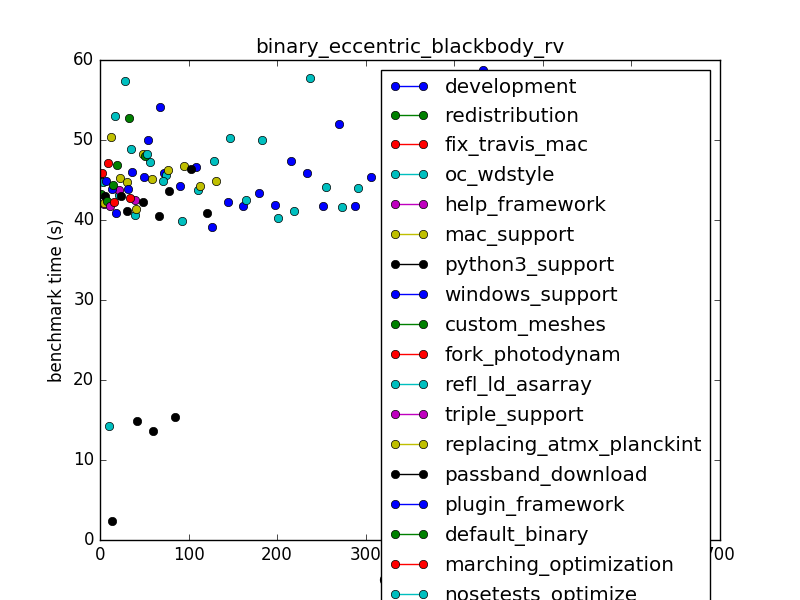 binary_eccentric_blackbody_rv
60
50
40
30
20
10
0
benchmark time (s)
0
100
200
300
700
development
redistribution
fix_travis_mac
oc_wdstyle
help_framework
mac_support
python3_support
windows_support
custom_meshes
fork_photodynam
refl_ld_asarray
triple_support
replacing_atmx_planckint
passband_download
plugin_framework
default_binary
marching_optimization
nosetests_optimize